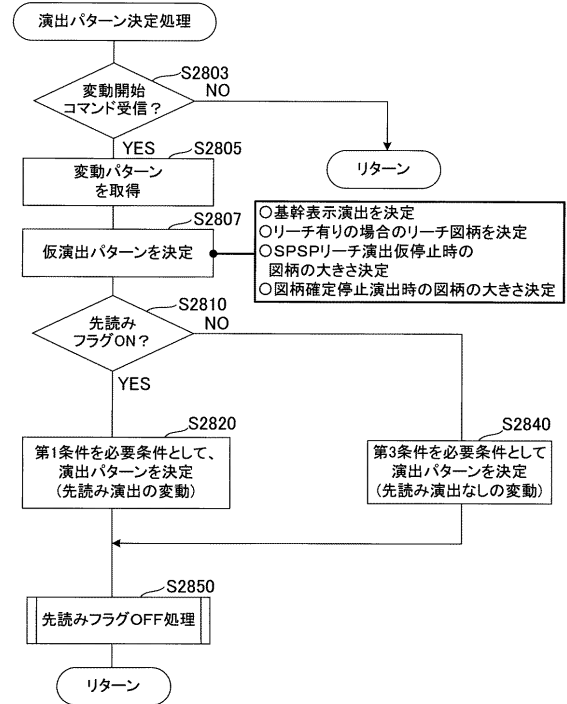 演出パターン決定処理
S2803
変動開始
コマンド受信？
NO
YES
リターン
S2805
変動パターン
を取得
S2807
仮演出パターンを決定
○基幹表示演出を決定
○リーチ有りの場合のリーチ図柄を決定
○SPSPリーチ演出仮停止時の
図柄の大きさ決定
○図柄確定停止演出時の図柄の大きさ決定
S2810
先読み
フラグON？
NO
YES
S2820
第1条件を必要条件として、
演出パターンを決定
(先読み演出の変動)
S2840
第3条件を必要条件として
演出パターンを決定
(先読み演出なしの変動)
S2850
先読みフラグOFF処理
リターン